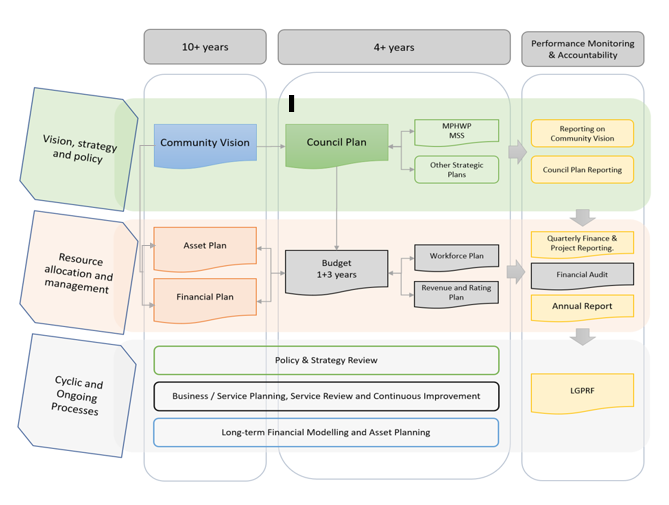 10+ years
4+ years
Performance Monitoring
& Accountability
Vision, strategy
and policy
Community Vision
Council Plan
MPHWP
MSS
Other Strategic
Plans
Reporting on
Community Vision
Council Plan Reporting
Resource
allocation and
management
Asset Plan
Financial Plan
Budget
1+3 years
Workforce Plan
Revenue and Rating
Plan
Quarterly Finance &
Project Reporting.
Financial Audit
Annual Report
Cyclic and
Ongoing
Processes
Policy & Strategy Review
Business / Service Planning, Service Review and Continuous Improvement
Long-term Financial Modelling and Asset Planning
LGPRF